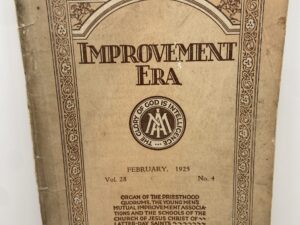 IMPROVEMENT
ERA
THE GLORY OF GOD IS INTELLIGENCE
FEBRUARY, 1925
Vol. 28 No. 4
ORGAN OF THE PRIESTHOOD
QUORUMS, THE YOUNG MEN'S
MUTUAL IMPROVEMENT ASSOCIA-
TIONS AND THE SCHOOLS OF THE
CHURCH OF JESUS CHRIST OF
LATTER-DAY SAINTS